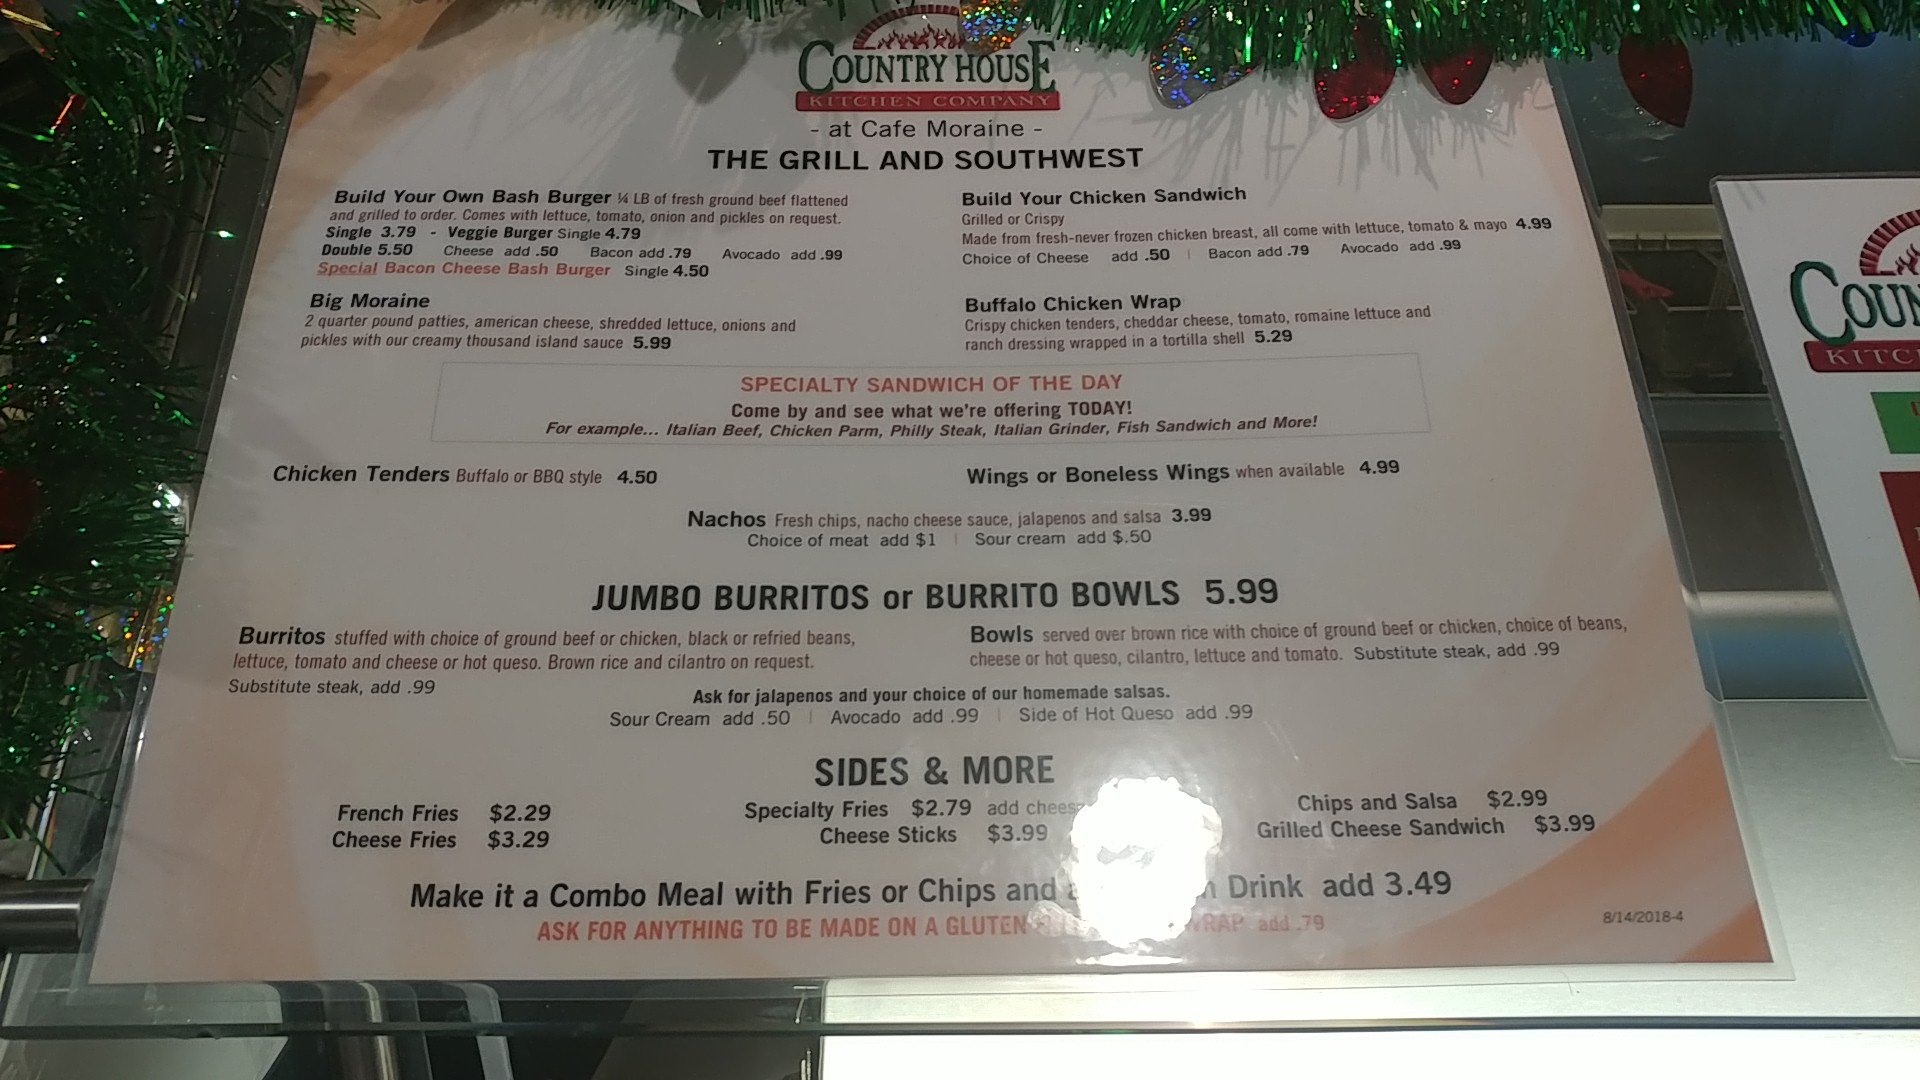 COUNTRY HOUSE
KITCHEN COMPANY
- at Cafe Moraine -
THE GRILL AND SOUTHWEST
Build Your Own Bash Burger ¼ LB of fresh ground beef flattened
and grilled to order. Comes with lettuce, tomato, onion and pickles on request.
Single 3.79 - Veggie Burger Single 4.79
Double 5.50 Cheese add .50 Bacon add .79 Avocado add .99
Special Bacon Cheese Bash Burger Single 4.50
Build Your Chicken Sandwich
Grilled or Crispy
Made from fresh-never frozen chicken breast, all come with lettuce, tomato & mayo 4.99
Choice of Cheese add .50 | Bacon add .79 Avocado add .99
Big Moraine
2 quarter pound patties, american cheese, shredded lettuce, onions and
pickles with our creamy thousand island sauce 5.99
Buffalo Chicken Wrap
Crispy chicken tenders, cheddar cheese, tomato, romaine lettuce and
ranch dressing wrapped in a tortilla shell 5.29
SPECIALTY SANDWICH OF THE DAY
Come by and see what we're offering TODAY!
For example... Italian Beef, Chicken Parm, Philly Steak, Italian Grinder, Fish Sandwich and More!
Chicken Tenders Buffalo or BBQ style 4.50
Wings or Boneless Wings when available 4.99
Nachos Fresh chips, nacho cheese sauce, jalapenos and salsa 3.99
Choice of meat add $1 | Sour cream add $.50
JUMBO BURRITOS or BURRITO BOWLS 5.99
Burritos stuffed with choice of ground beef or chicken, black or refried beans,
lettuce, tomato and cheese or hot queso. Brown rice and cilantro on request.
Substitute steak, add .99
Bowls served over brown rice with choice of ground beef or chicken, choice of beans,
cheese or hot queso, cilantro, lettuce and tomato. Substitute steak, add .99
Ask for jalapenos and your choice of our homemade salsas.
Sour Cream add .50 | Avocado add .99 | Side of Hot Queso add .99
SIDES & MORE
French Fries $2.29
Cheese Fries $3.29
Specialty Fries $2.79 add
Cheese Sticks $3.99
Chips and Salsa $2.99
Grilled Cheese Sandwich $3.99
Make it a Combo Meal with Fries or Chips and Drink add 3.49
ASK FOR ANYTHING TO BE MADE ON A GLUTEN WRAP add .79
8/14/2018-4